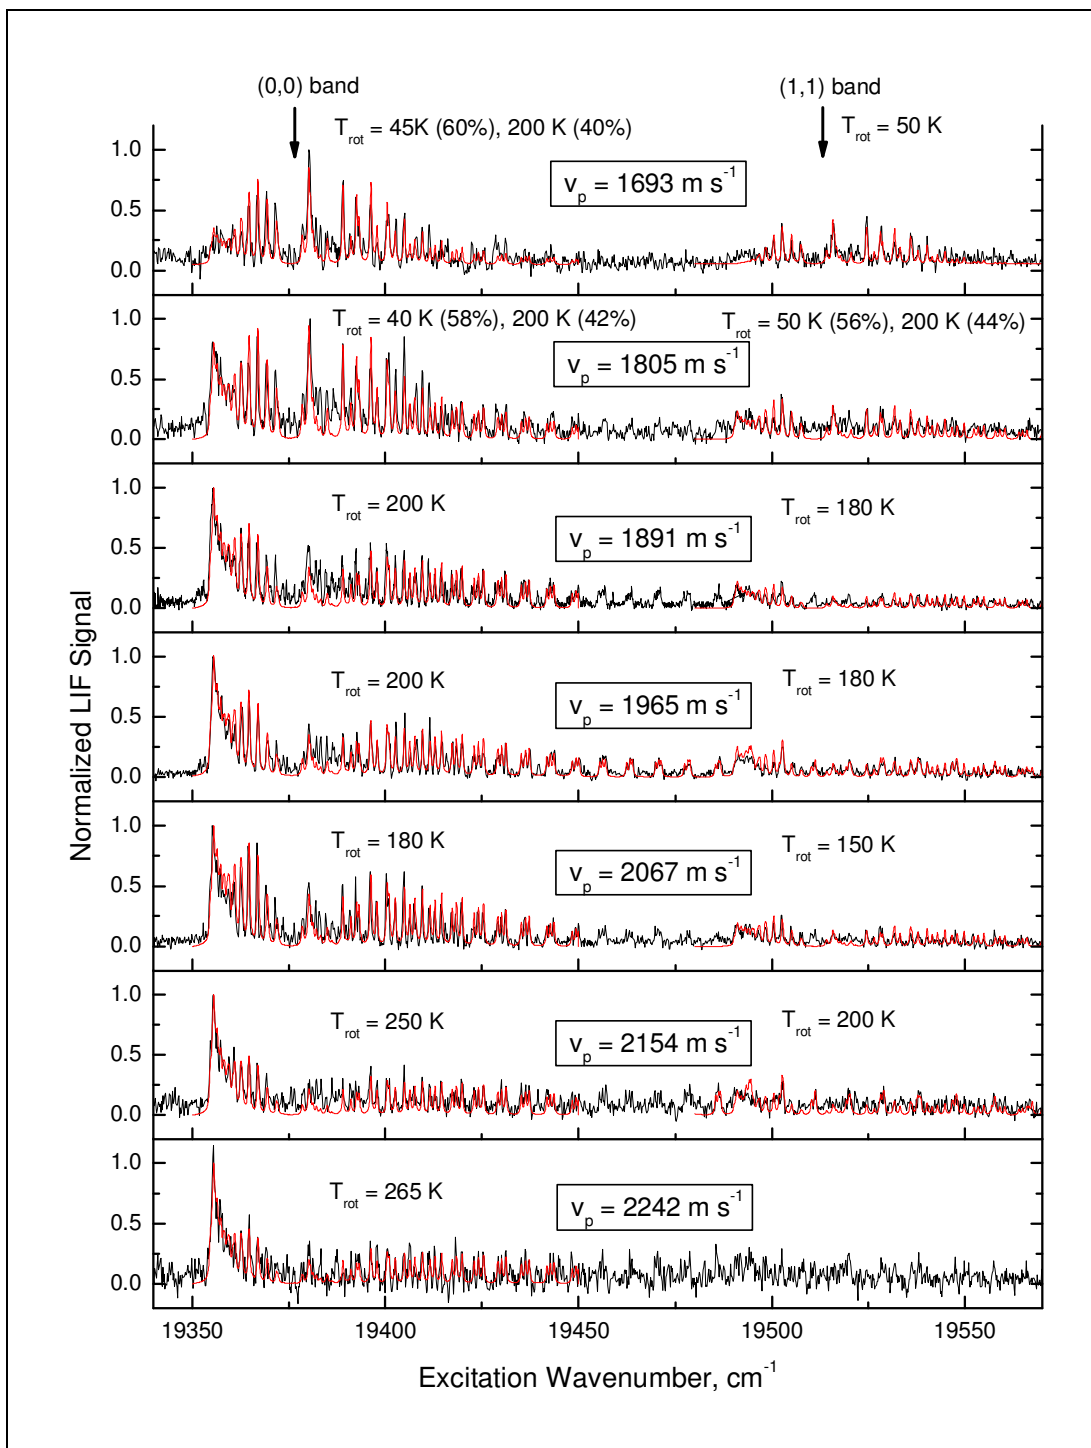 (0,0) band (1,1) band
T_rot = 45K (60%), 200 K (40%) T_rot = 50 K
v_p = 1693 m s^-1
1.0
0.5
0.0
T_rot = 40 K (58%), 200 K (42%) T_rot = 50 K (56%), 200 K (44%)
v_p = 1805 m s^-1
1.0
0.5
0.0
T_rot = 200 K T_rot = 180 K
v_p = 1891 m s^-1
1.0
0.5
0.0
T_rot = 200 K T_rot = 180 K
v_p = 1965 m s^-1
1.0
0.5
0.0
T_rot = 180 K T_rot = 150 K
v_p = 2067 m s^-1
1.0
0.5
0.0
T_rot = 250 K T_rot = 200 K
v_p = 2154 m s^-1
1.0
0.5
0.0
T_rot = 265 K
v_p = 2242 m s^-1
1.0
0.5
0.0
Normalized LIF Signal
19350 19400 19450 19500 19550
Excitation Wavenumber, cm^-1